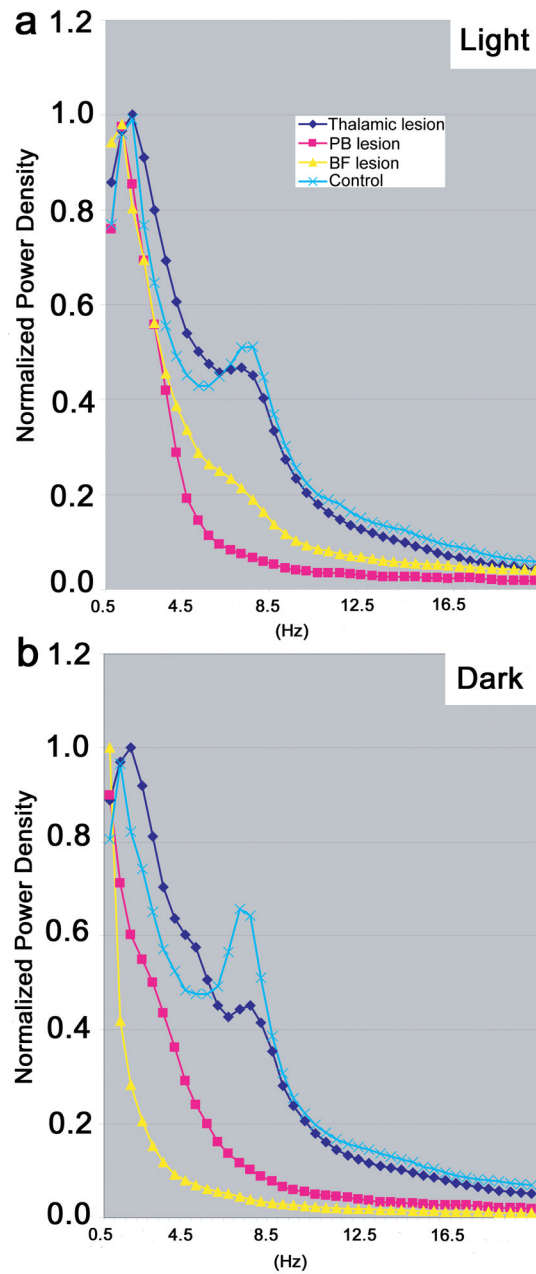 a
Light
1.2
1.0
0.8
0.6
0.4
0.2
0.0
Normalized Power Density
Thalamic lesion
PB lesion
BF lesion
Control
0.5 4.5 8.5 12.5 16.5
(Hz)
b
Dark
1.2
1.0
0.8
0.6
0.4
0.2
0.0
Normalized Power Density
0.5 4.5 8.5 12.5 16.5
(Hz)